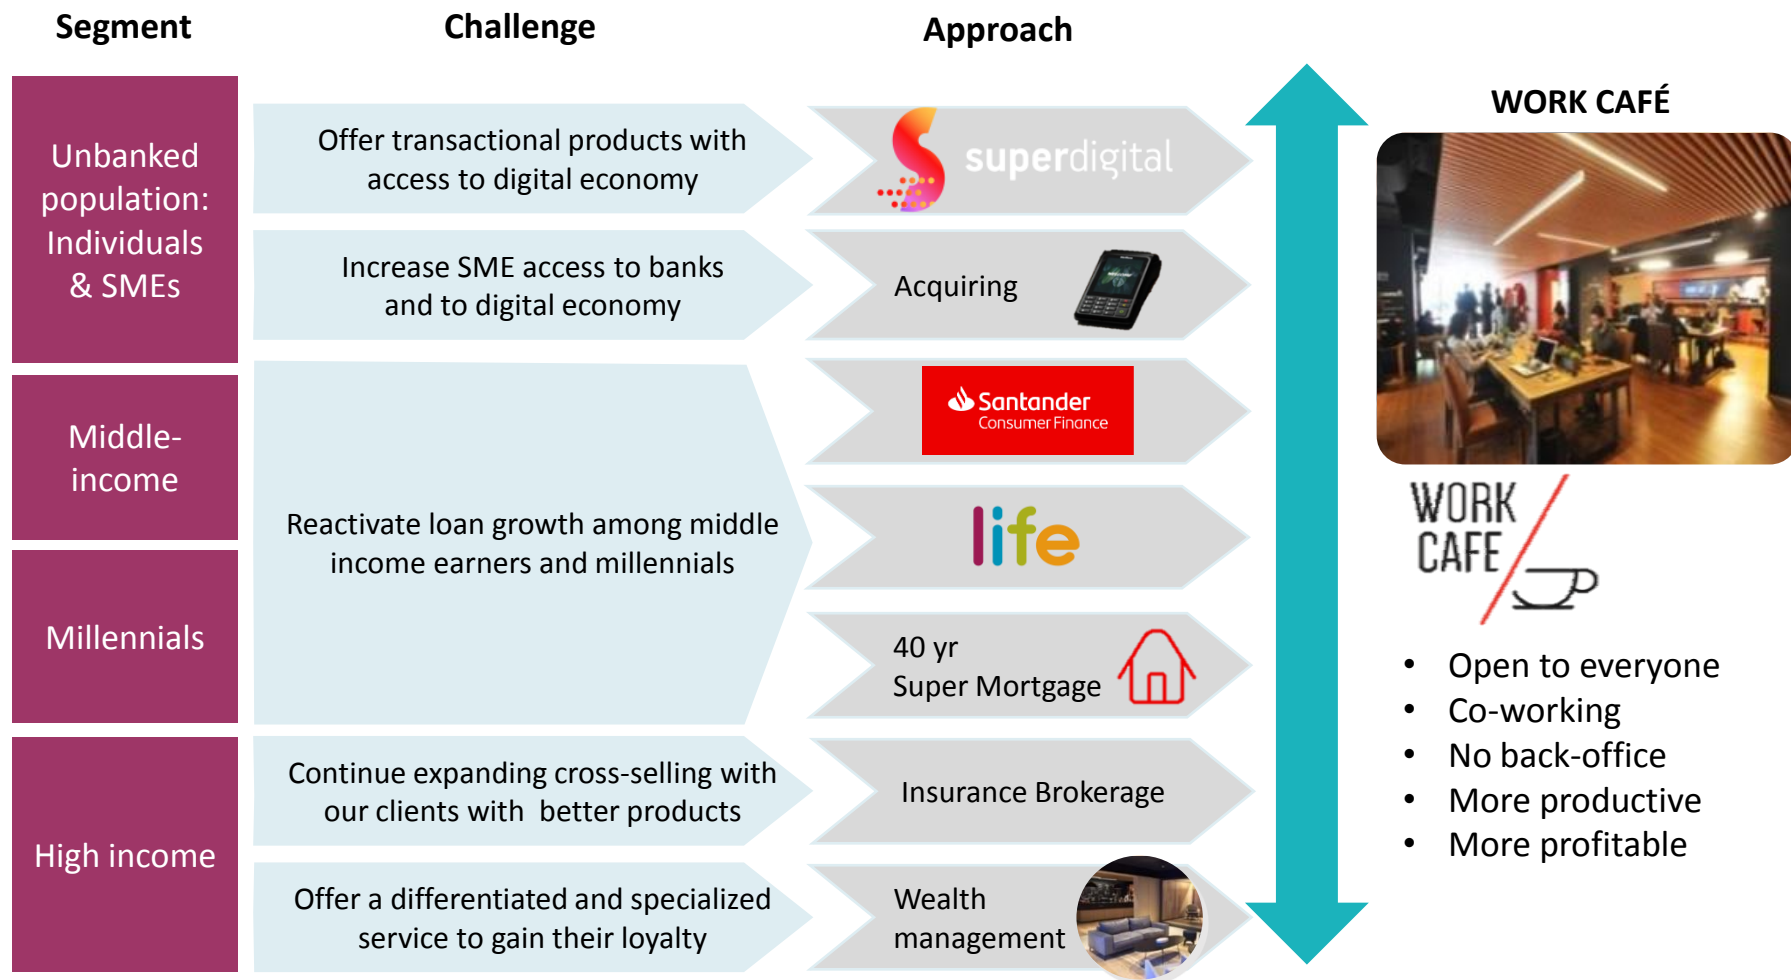 Segment
Challenge
Approach
Unbanked
population:
Individuals
& SMEs
Offer transactional products with
access to digital economy
superdigital
Increase SME access to banks
and to digital economy
Acquiring
Middle-
income
Millennials
Reactivate loan growth among middle
income earners and millennials
Santander
Consumer Finance
life
40 yr
Super Mortgage
High income
Continue expanding cross-selling with
our clients with better products
Insurance Brokerage
Offer a differentiated and specialized
service to gain their loyalty
Wealth
management
WORK CAFÉ
WORK
CAFE
• Open to everyone
• Co-working
• No back-office
• More productive
• More profitable